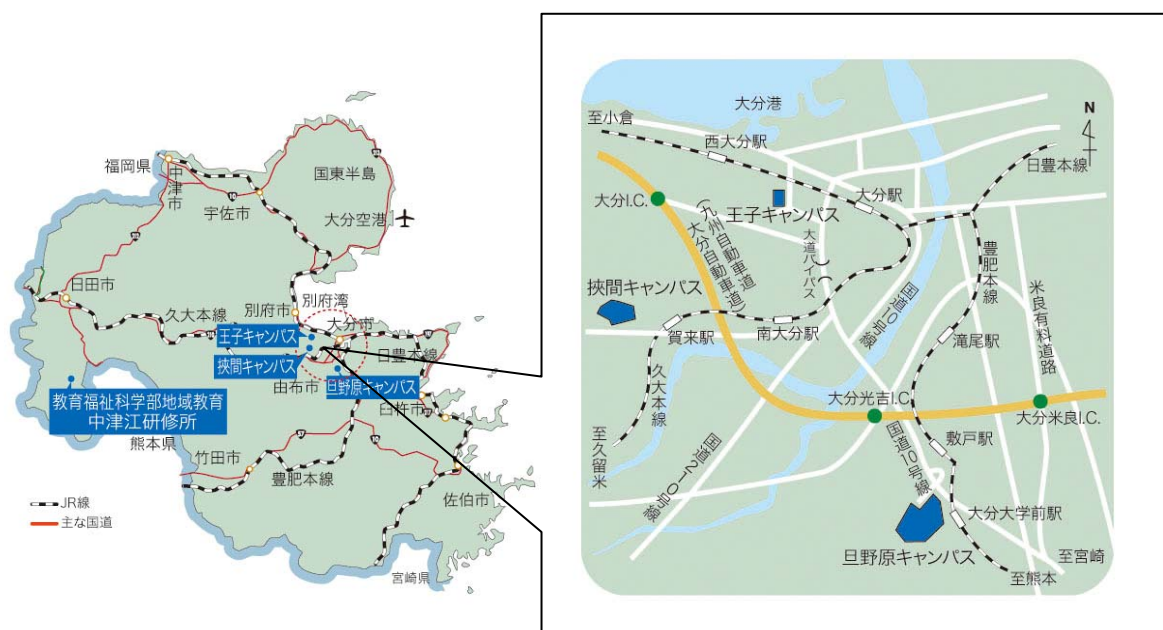 福岡県
中津市
宇佐市
国東半島
大分空港
日田市
久大本線
別府市
別府湾
大分市
王子キャンパス
挾間キャンパス
日豊本線
旦野原キャンパス
由布市
臼杵市
教育福祉科学部地域教育
中津江研修所
熊本県
竹田市
豊肥本線
佐伯市
宮崎県
JR線
主な国道
大分港
N
至小倉
西大分駅
日豊本線
大分駅
大分I.C.
王子キャンパス
(九州自動車道
大分自動車道)
大道バイパス
豊肥本線
米良有料道路
国道10号線
挾間キャンパス
賀来駅
南大分駅
滝尾駅
久大本線
大分光吉I.C.
大分米良I.C.
至久留米
国道210号線
国道10号線
敷戸駅
大分大学前駅
旦野原キャンパス
至宮崎
至熊本